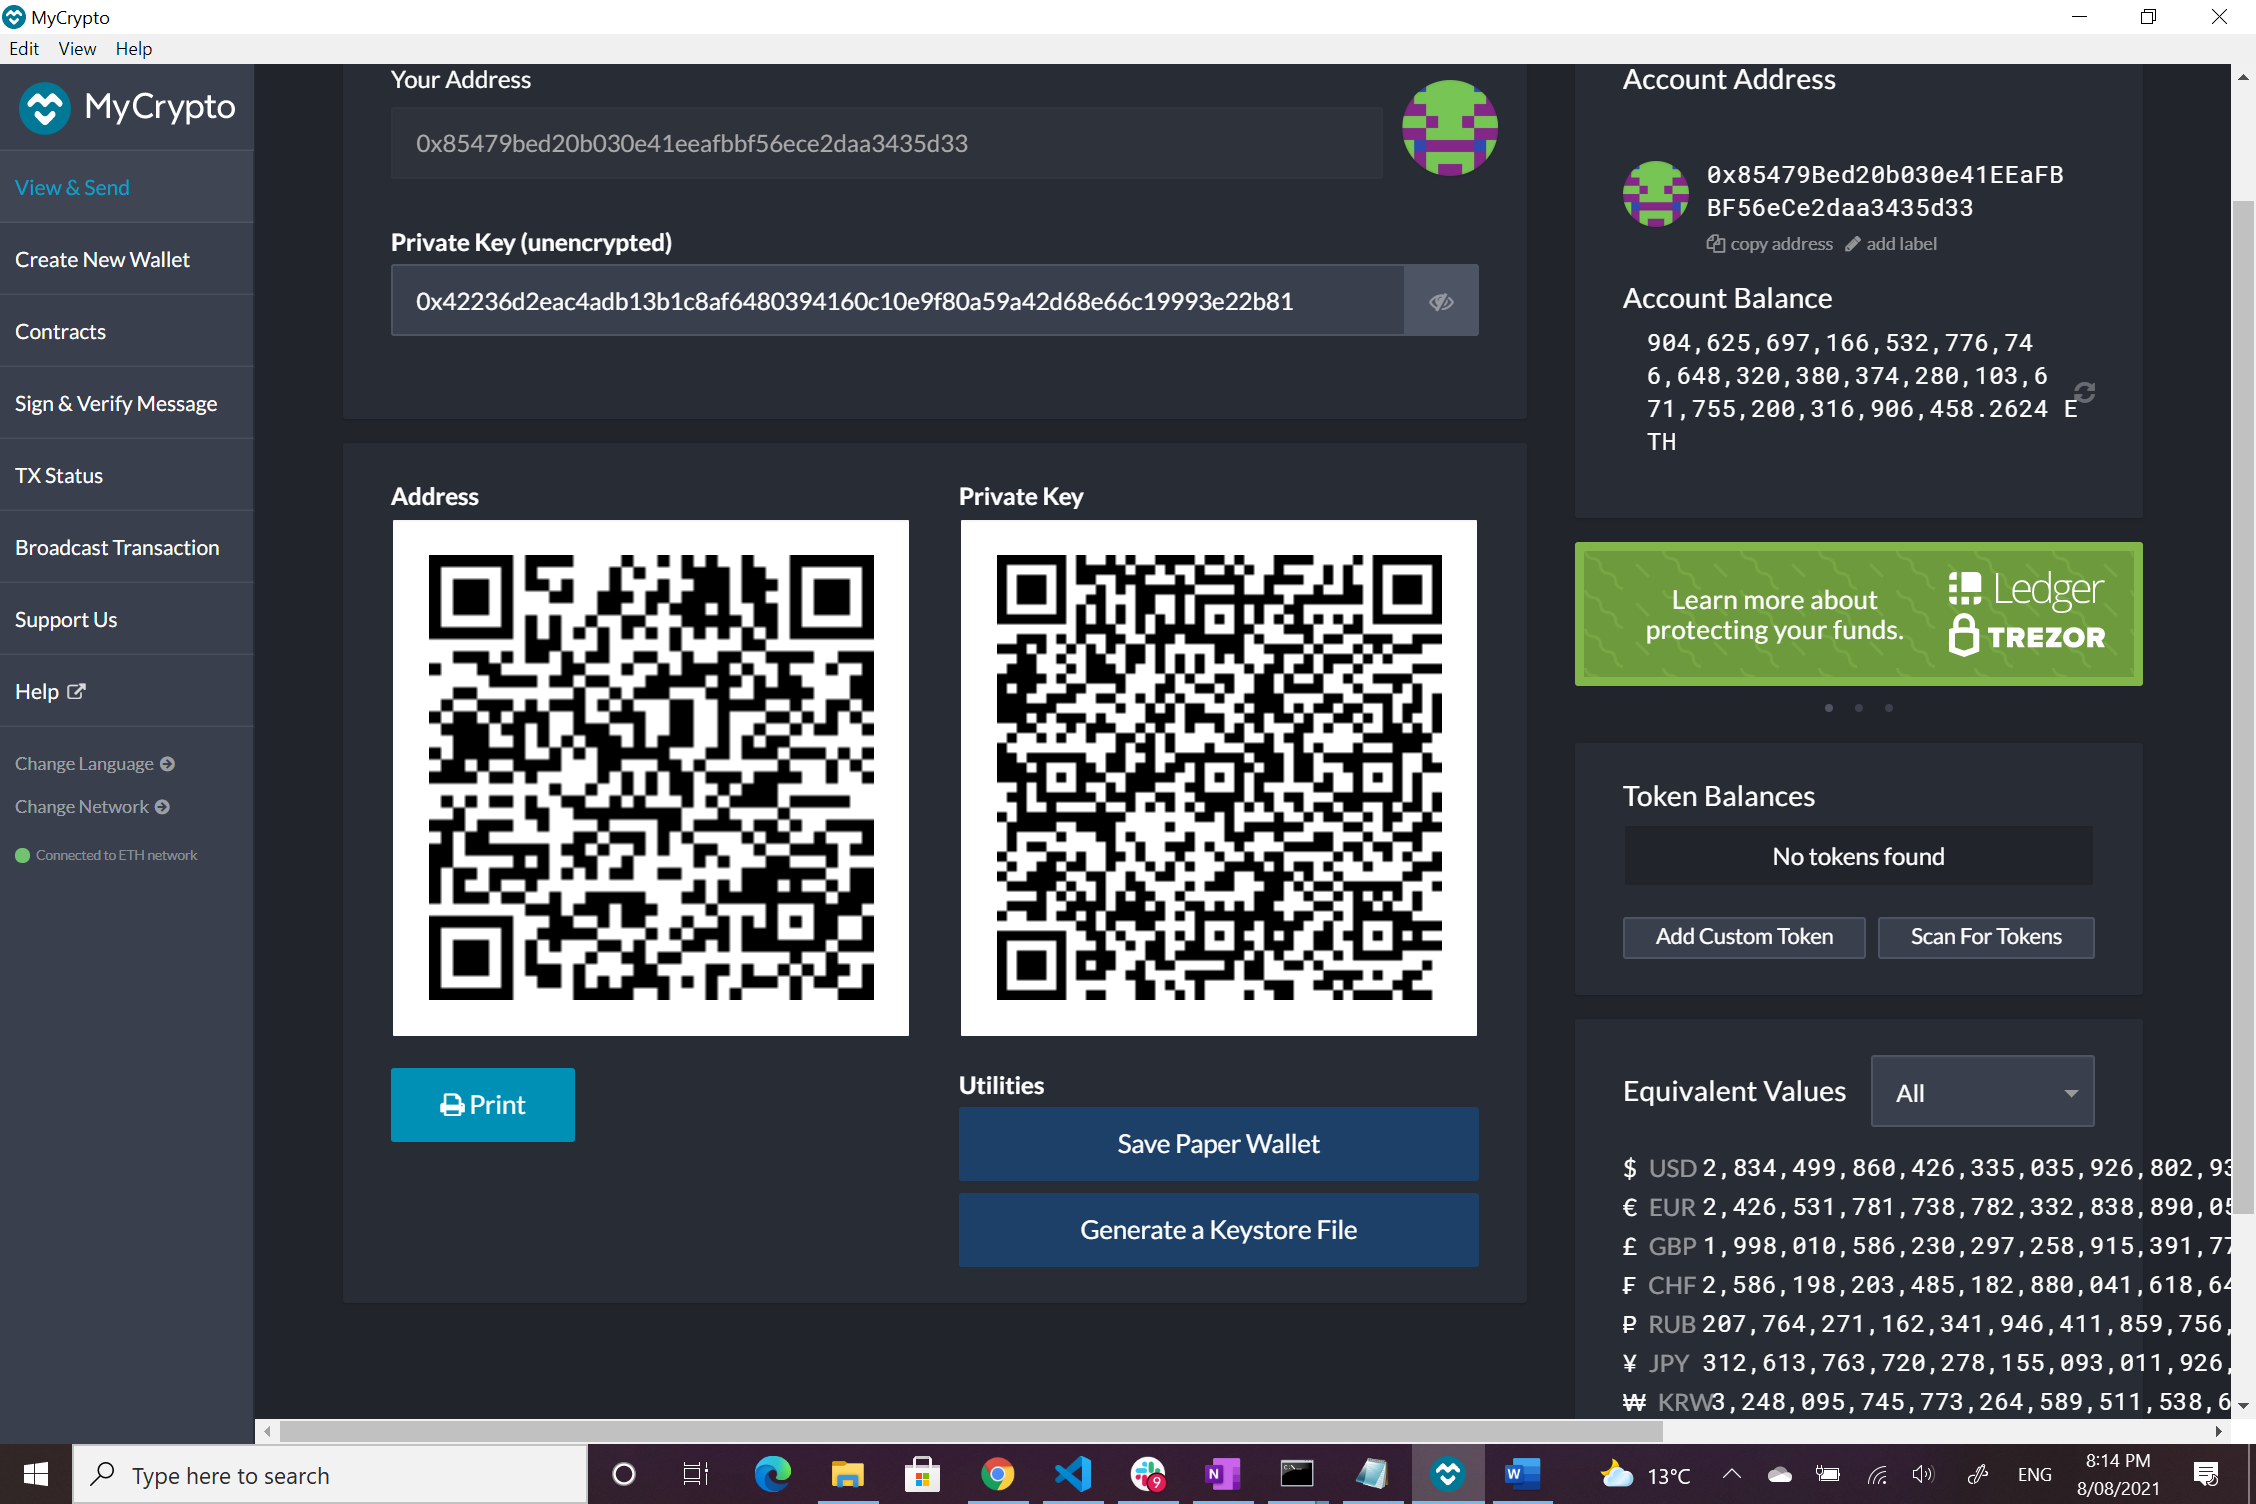 MyCrypto
Edit View Help
MyCrypto
View & Send
Create New Wallet
Contracts
Sign & Verify Message
TX Status
Broadcast Transaction
Support Us
Help
Change Language
Change Network
Connected to ETH network
Your Address
0x85479bed20b030e41eeafbbf56ece2daa3435d33
Private Key (unencrypted)
0x42236d2eac4adb13b1c8af6480394160c10e9f80a59a42d68e66c19993e22b81
Address
Private Key
Print
Utilities
Save Paper Wallet
Generate a Keystore File
Account Address
0x85479Bed20b030e41EEaFB
BF56eCe2daa3435d33
copy address add label
Account Balance
904,625,697,166,532,776,74
6,648,320,380,374,280,103,6
71,755,200,316,906,458.2624 E
TH
Learn more about
protecting your funds.
Ledger
TREZOR
Token Balances
No tokens found
Add Custom Token Scan For Tokens
Equivalent Values All
$ USD 2,834,499,860,426,335,035,926,802,93
€ EUR 2,426,531,781,738,782,332,838,890,05
£ GBP 1,998,010,586,230,297,258,915,391,77
₣ CHF 2,586,198,203,485,182,880,041,618,64
₽ RUB 207,764,271,162,341,946,411,859,756,
¥ JPY 312,613,763,720,278,155,093,011,926,
₩ KRW 3,248,095,745,773,264,589,511,538,6
Type here to search
9
13°C
ENG
8:14 PM
8/08/2021